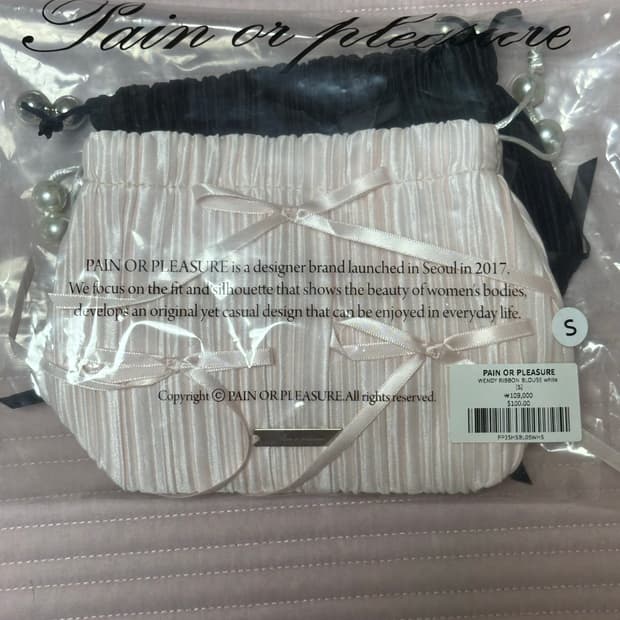 Pain or pleasure
PAIN OR PLEASURE is a designer brand launched in Seoul in 2017.
We focus on the fit and silhouette that shows the beauty of women's bodies,
develops an original yet casual design that can be enjoyed in everyday life.
Copyright © PAIN OR PLEASURE.All rights reserved.
S
PAIN OR PLEASURE
WENDY RIBBON BLOUSE white
[S]
₩109,000
$100.00